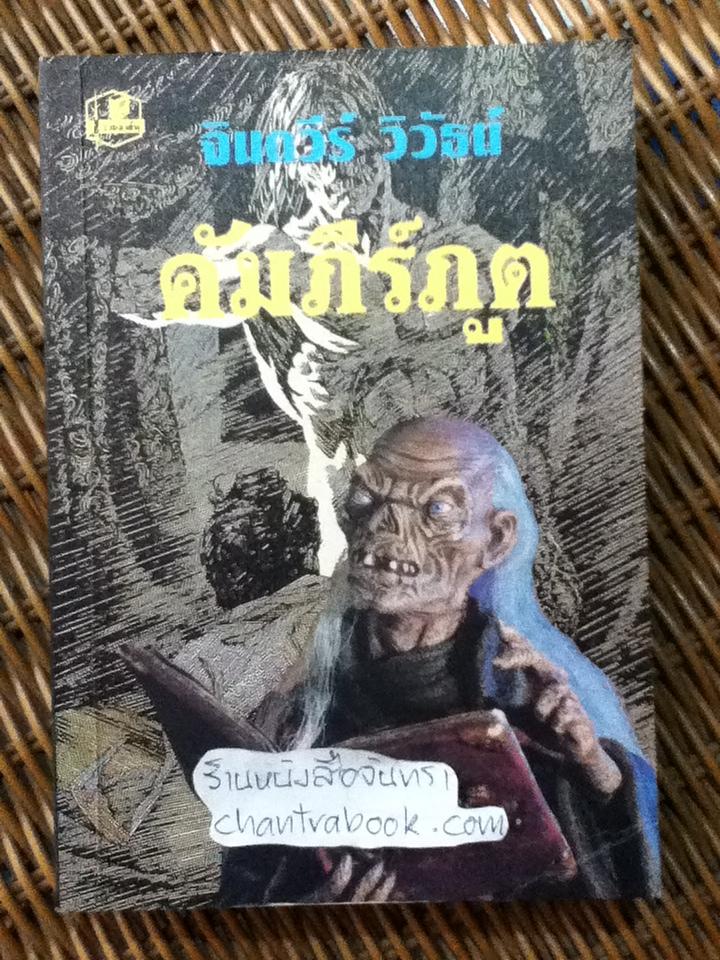 จินตวีร์ วิวัธน์
คัมภีร์ภูต
ร้านหนังสือจันทรา
chantrabook.com